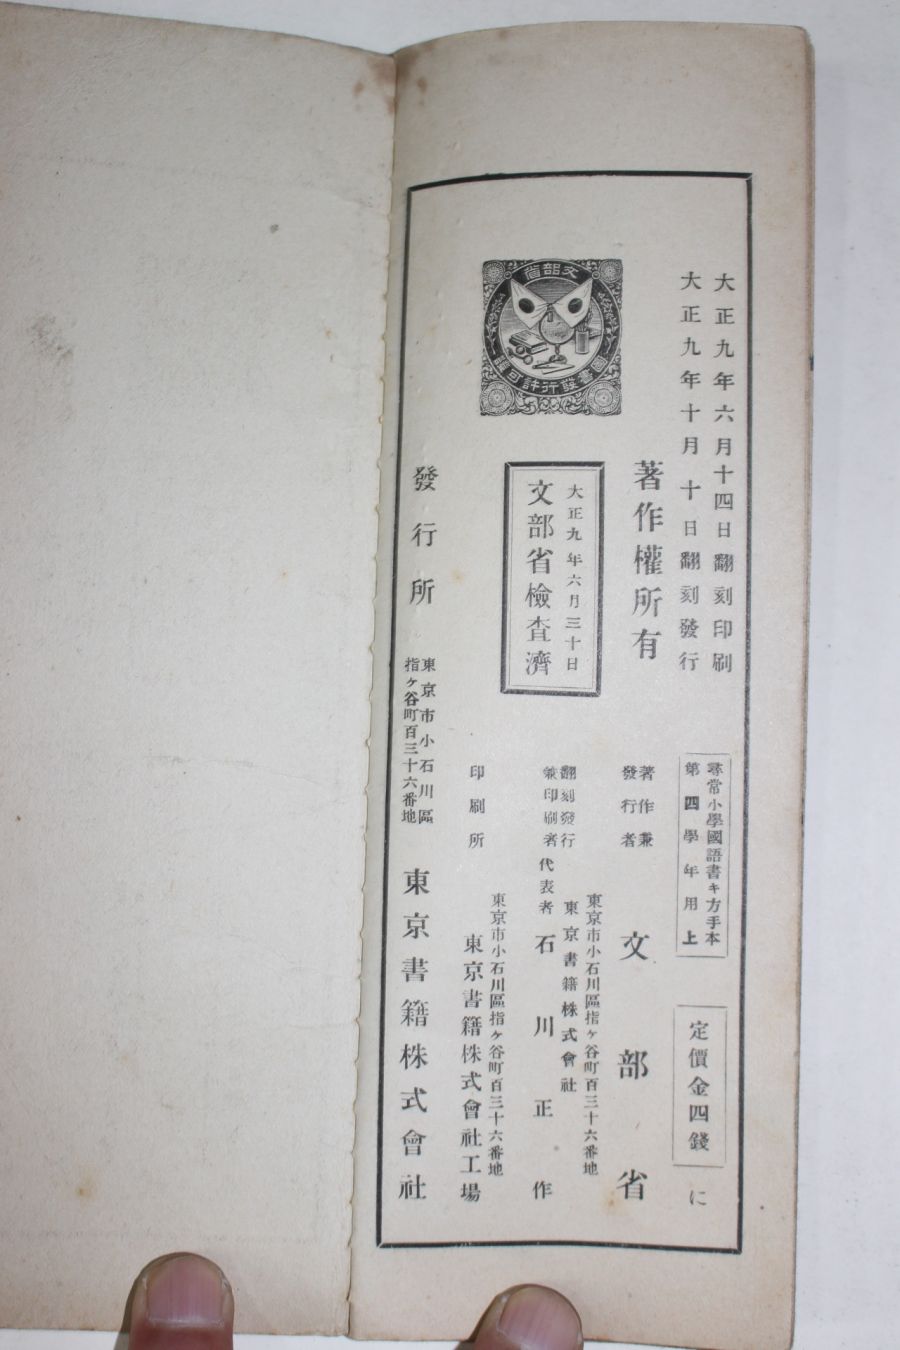 大正九年六月十四日翻刻印刷
大正九年十月十日翻刻發行
尋常小學國語書キ方手本
第四學年用上
定價金四錢
に
著作權所有
著作兼
發行者
文部省
大正九年六月三十日
文部省檢查濟
翻刻發行
兼印刷者
東京市小石川區指ヶ谷町百三十六番地
東京書籍株式會社
代表者
石川正作
文部省
圖書發行許可證
印刷所
東京市小石川區指ヶ谷町百三十六番地
東京書籍株式會社工場
發行所
東京市小石川區
指ヶ谷町百三十六番地
東京書籍株式會社